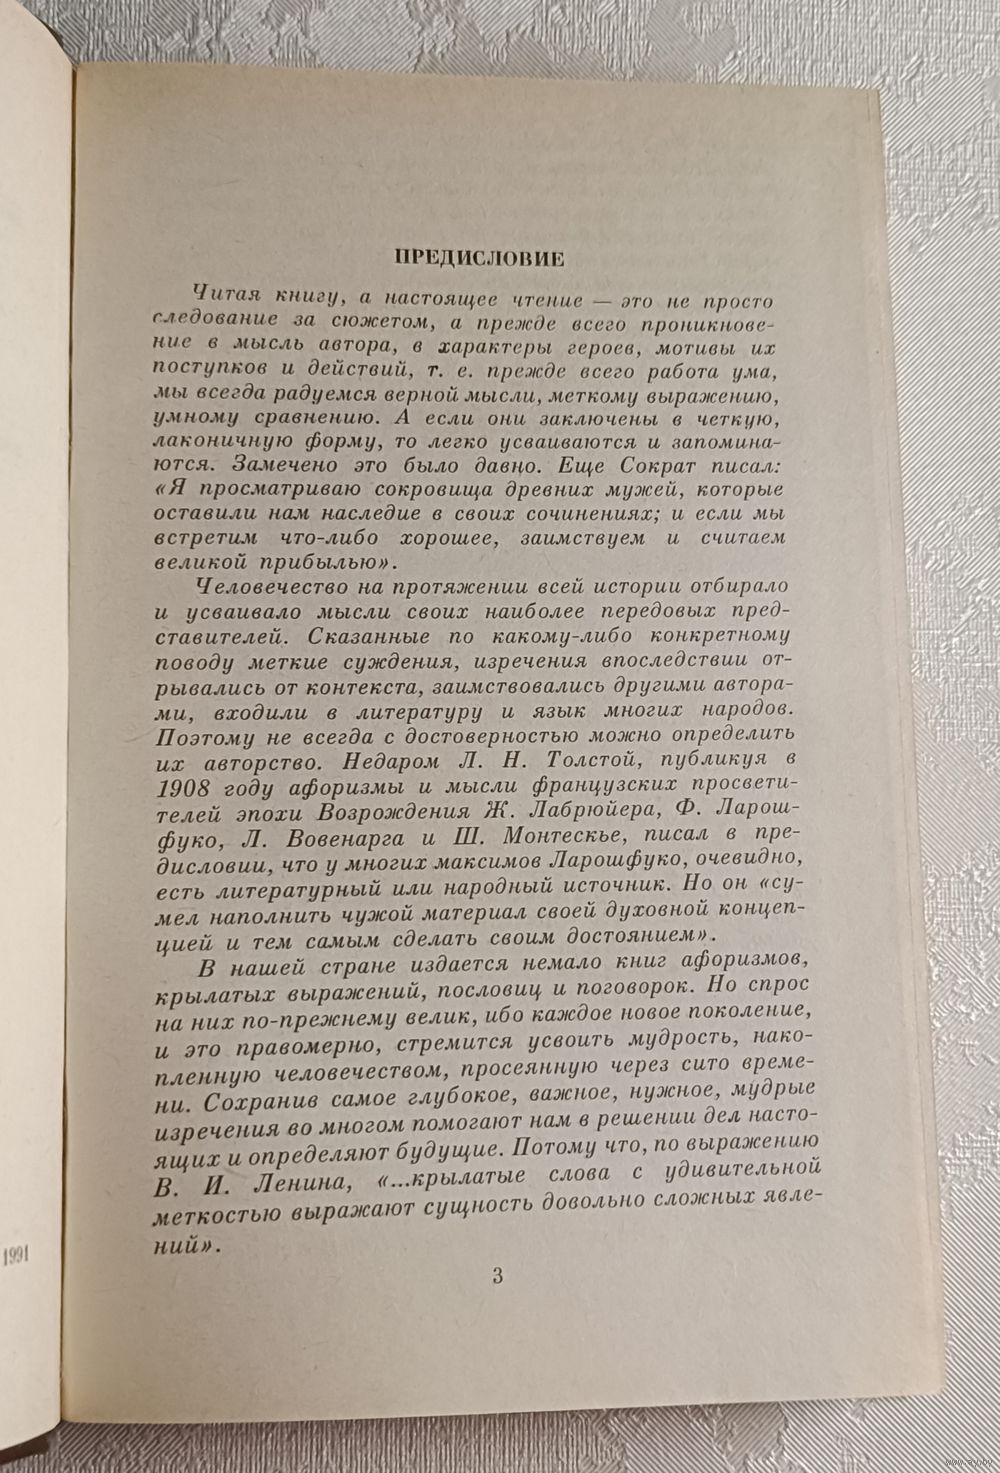 ПРЕДИСЛОВИЕ
Читая книгу, а настоящее чтение — это не просто
следование за сюжетом, а прежде всего проникнове-
ние в мысль автора, в характеры героев, мотивы их
поступков и действий, т. е. прежде всего работа ума,
мы всегда радуемся верной мысли, меткому выражению,
умному сравнению. А если они заключены в четкую,
лаконичную форму, то легко усваиваются и запомина-
ются. Замечено это было давно. Еще Сократ писал:
«Я просматриваю сокровища древних мужей, которые
оставили нам наследие в своих сочинениях; и если мы
встретим что-либо хорошее, заимствуем и считаем
великой прибылью».
Человечество на протяжении всей истории отбирало
и усваивало мысли своих наиболее передовых пред-
ставителей. Сказанные по какому-либо конкретному
поводу меткие суждения, изречения впоследствии от-
рывались от контекста, заимствовались другими автора-
ми, входили в литературу и язык многих народов.
Поэтому не всегда с достоверностью можно определить
их авторство. Недаром Л. Н. Толстой, публикуя в
1908 году афоризмы и мысли французских просвети-
телей эпохи Возрождения Ж. Лабрюйера, Ф. Ларош-
фуко, Л. Вовенарга и Ш. Монтескье, писал в пре-
дисловии, что у многих максимов Ларошфуко, очевидно,
есть литературный или народный источник. Но он «су-
мел наполнить чужой материал своей духовной концеп-
цией и тем самым сделать своим достоянием».
В нашей стране издается немало книг афоризмов,
крылатых выражений, пословиц и поговорок. Но спрос
на них по-прежнему велик, ибо каждое новое поколение,
и это правомерно, стремится усвоить мудрость, нако-
пленную человечеством, просеянную через сито време-
ни. Сохранив самое глубокое, важное, нужное, мудрые
изречения во многом помогают нам в решении дел насто-
ящих и определяют будущие. Потому что, по выражению
В. И. Ленина, «...крылатые слова с удивительной
меткостью выражают сущность довольно сложных явле-
ний».
1991
3
www.ay.by